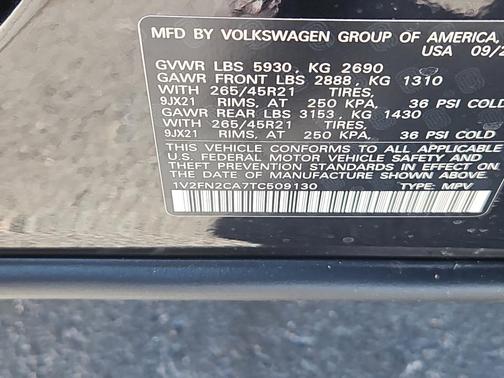 MFD BY VOLKSWAGEN GROUP OF AMERICA,
USA 09/2
GVWR LBS 5930, KG 2690
GAWR FRONT LBS 2888, KG 1310
WITH 265/45R21 TIRES,
9JX21 RIMS, AT 250 KPA, 36 PSI COLD
GAWR REAR LBS 3153, KG 1430
WITH 265/45R21 TIRES,
9JX21 RIMS, AT 250 KPA, 36 PSI COLD
THIS VEHICLE CONFORMS TO ALL APPLICABLE
U.S. FEDERAL MOTOR VEHICLE SAFETY AND
THEFT PREVENTION STANDARDS IN EFFECT ON
THE DATE OF MANUFACTURE SHOWN ABOVE.
1V2FN2CA7TC509130 TYPE: MPV